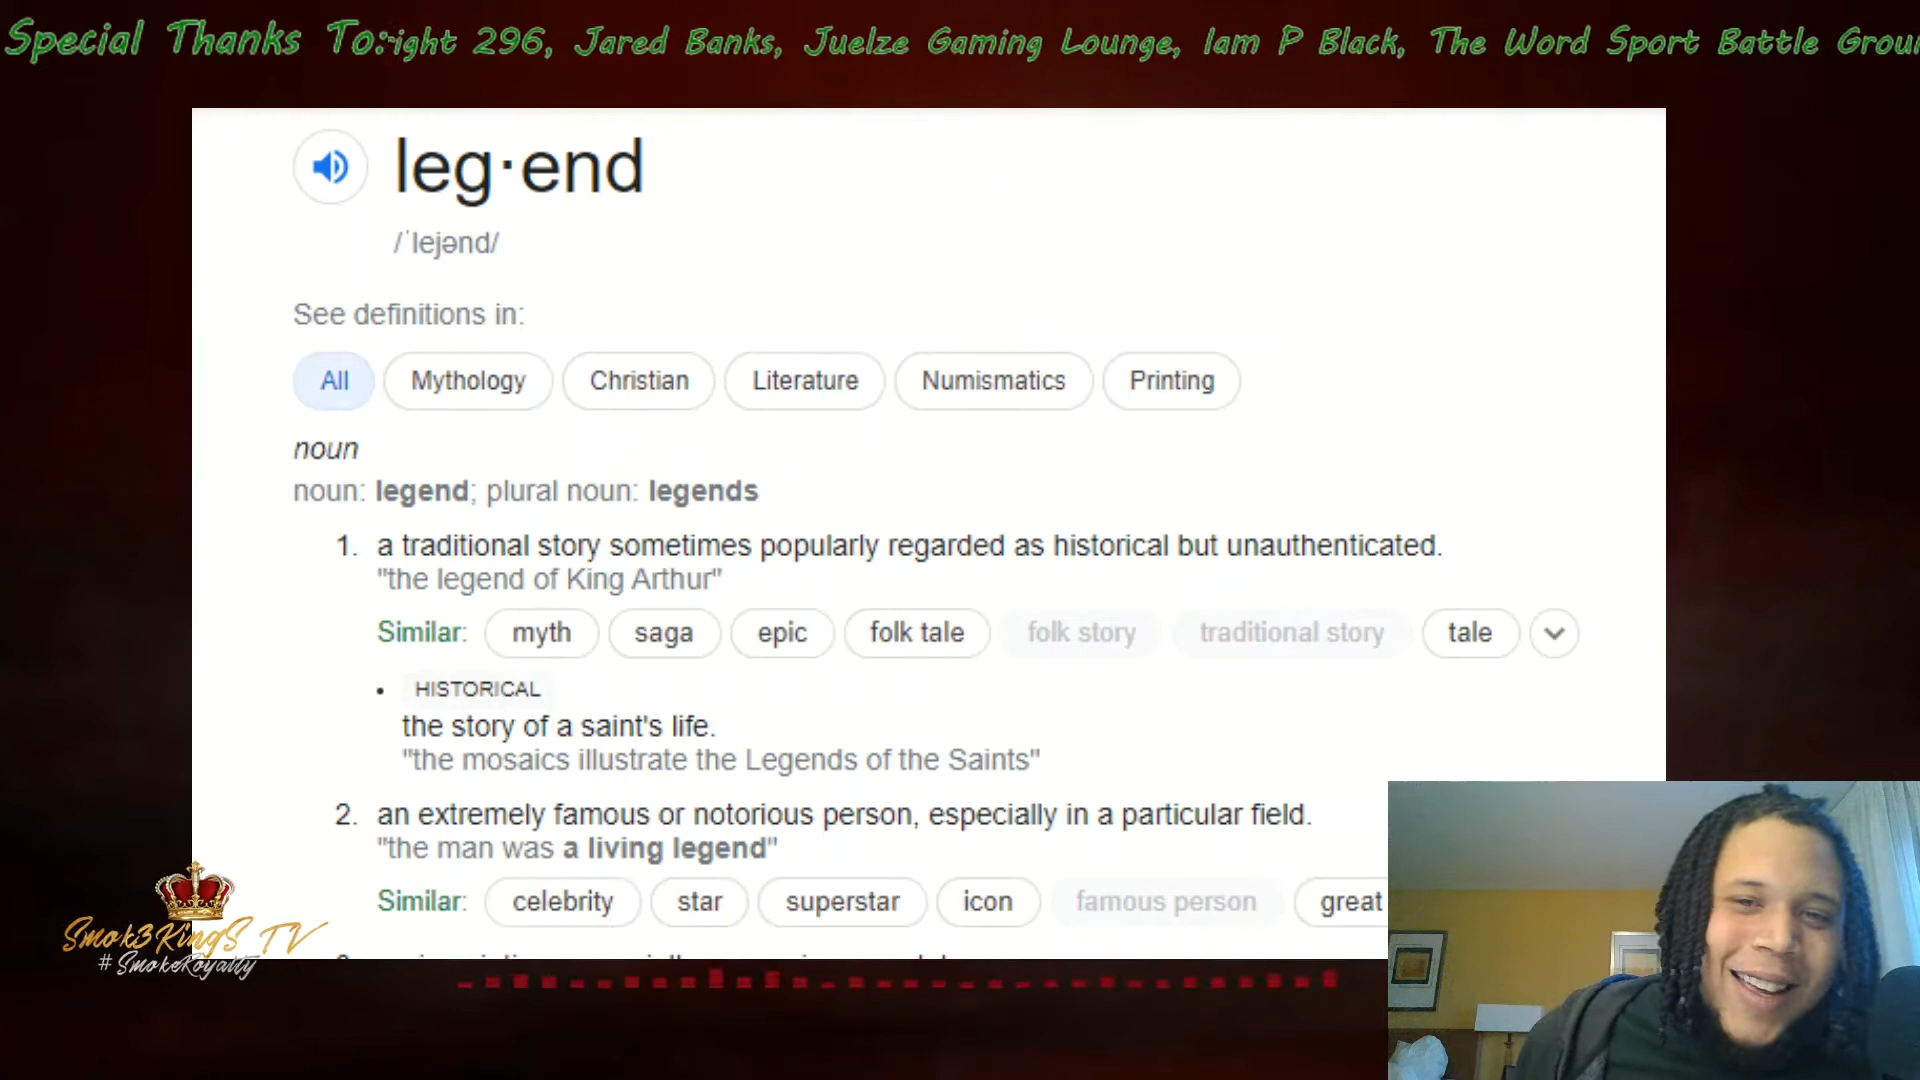 Special Thanks To: ight 296, Jared Banks, Juelze Gaming Lounge, Iam P Black, The Word Sport Battle Groun
leg·end
/ˈlejənd/
See definitions in:
All Mythology Christian Literature Numismatics Printing
noun
noun: legend; plural noun: legends
1. a traditional story sometimes popularly regarded as historical but unauthenticated.
"the legend of King Arthur"
Similar: myth saga epic folk tale folk story traditional story tale
• HISTORICAL
the story of a saint's life.
"the mosaics illustrate the Legends of the Saints"
2. an extremely famous or notorious person, especially in a particular field.
"the man was a living legend"
Similar: celebrity star superstar icon famous person great
Smok3KingS TV
#SmokeRoyalty